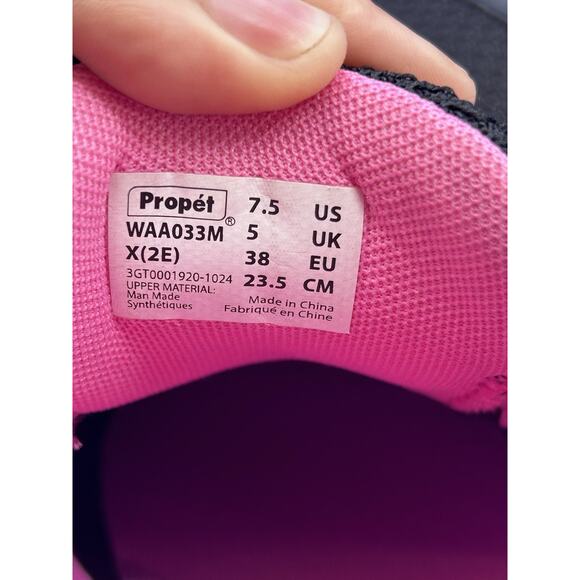 Propét® 7.5 US
WAA033M 5 UK
X(2E) 38 EU
3GT0001920-1024 23.5 CM
UPPER MATERIAL:
Man Made
Synthétiques
Made in China
Fabriqué en Chine